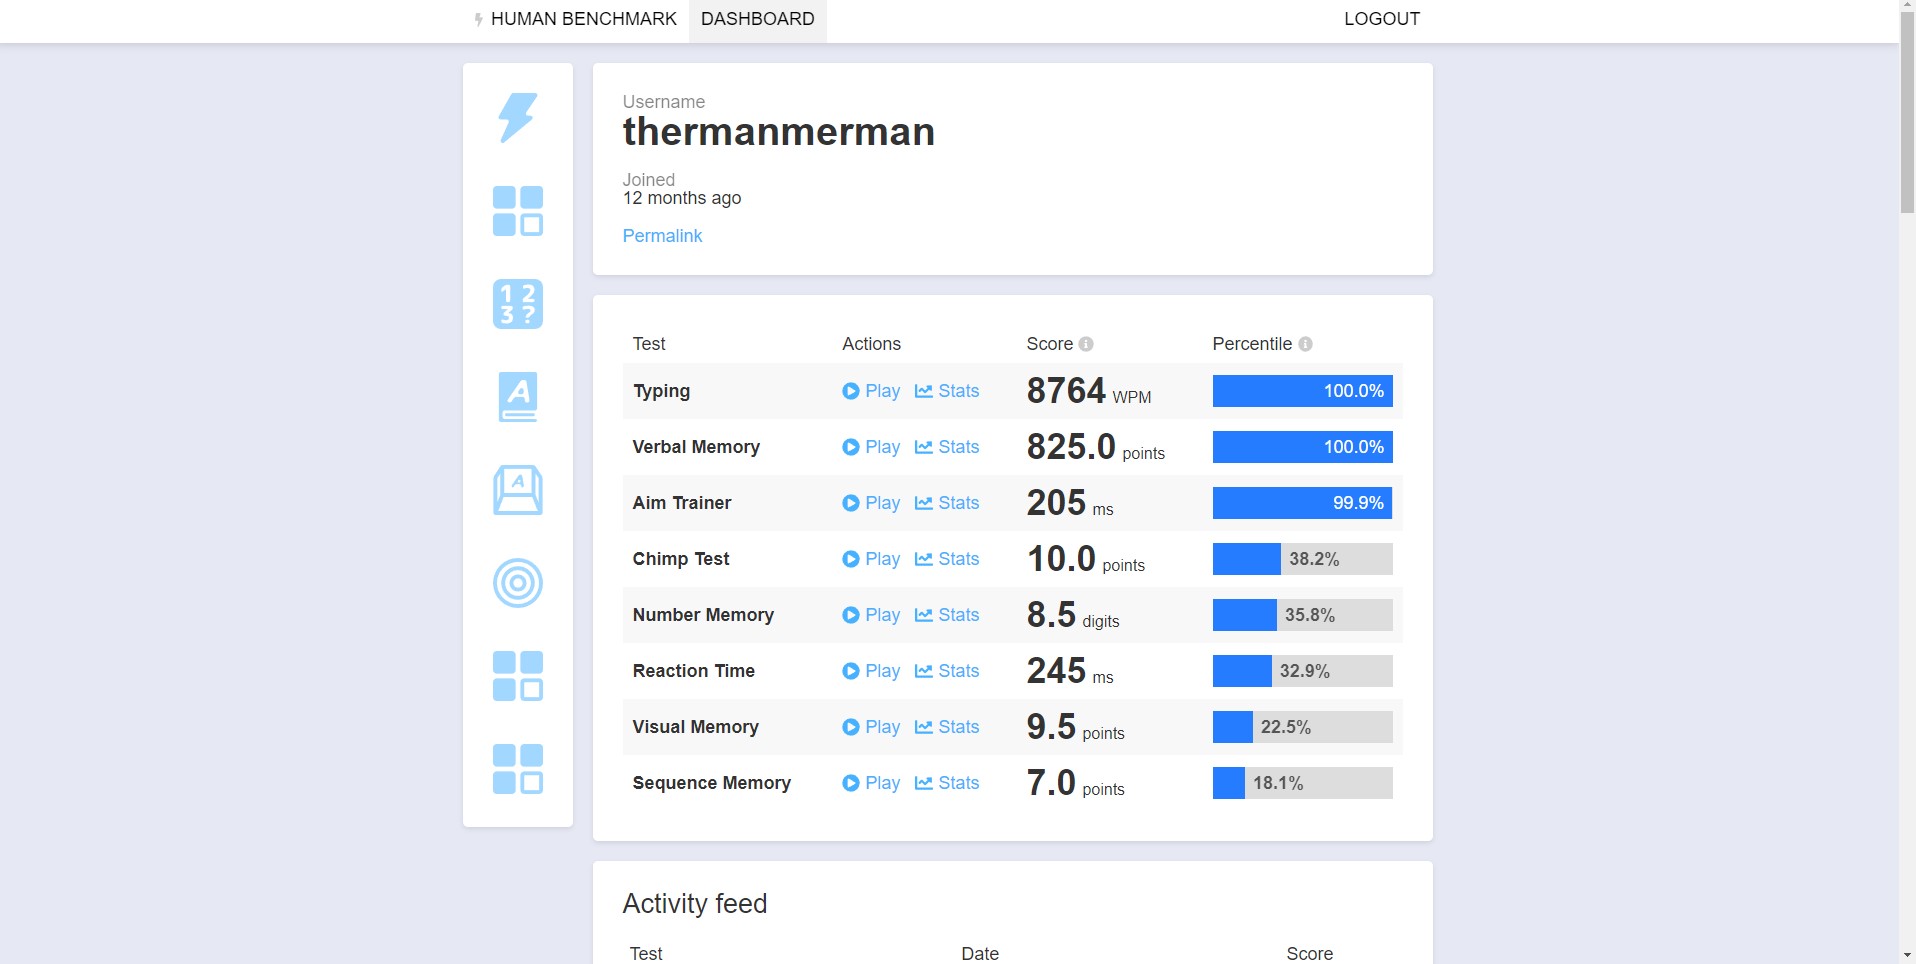 HUMAN BENCHMARK DASHBOARD LOGOUT
Username
thermanmerman
Joined
12 months ago
Permalink
1 2
3 ?
A
A
Test Actions Score i Percentile i
Typing Play Stats 8764 WPM 100.0%
Verbal Memory Play Stats 825.0 points 100.0%
Aim Trainer Play Stats 205 ms 99.9%
Chimp Test Play Stats 10.0 points 38.2%
Number Memory Play Stats 8.5 digits 35.8%
Reaction Time Play Stats 245 ms 32.9%
Visual Memory Play Stats 9.5 points 22.5%
Sequence Memory Play Stats 7.0 points 18.1%
Activity feed
Test Date Score